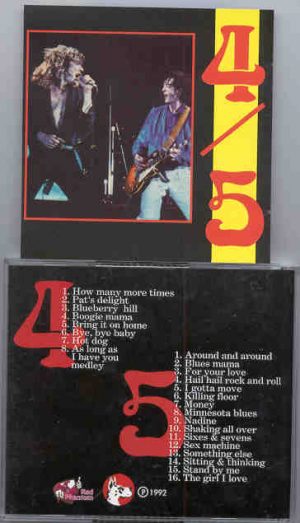 4/5
4
1. How many more times
2. Pat's delight
3. Blueberry hill
4. Boogie mama
5. Bring it on home
6. Bye, bye baby
7. Hot dog
8. As long as
I have you
medley
5
1. Around and around
2. Blues mama
3. For your love
4. Hail hail rock and roll
5. I gotta move
6. Killing floor
7. Money
8. Minnesota blues
9. Nadine
10. Shaking all over
11. Sixes & sevens
12. Sex machine
13. Something else
14. Sitting & thinking
15. Stand by me
16. The girl I love
Red
Phantom
℗ 1992